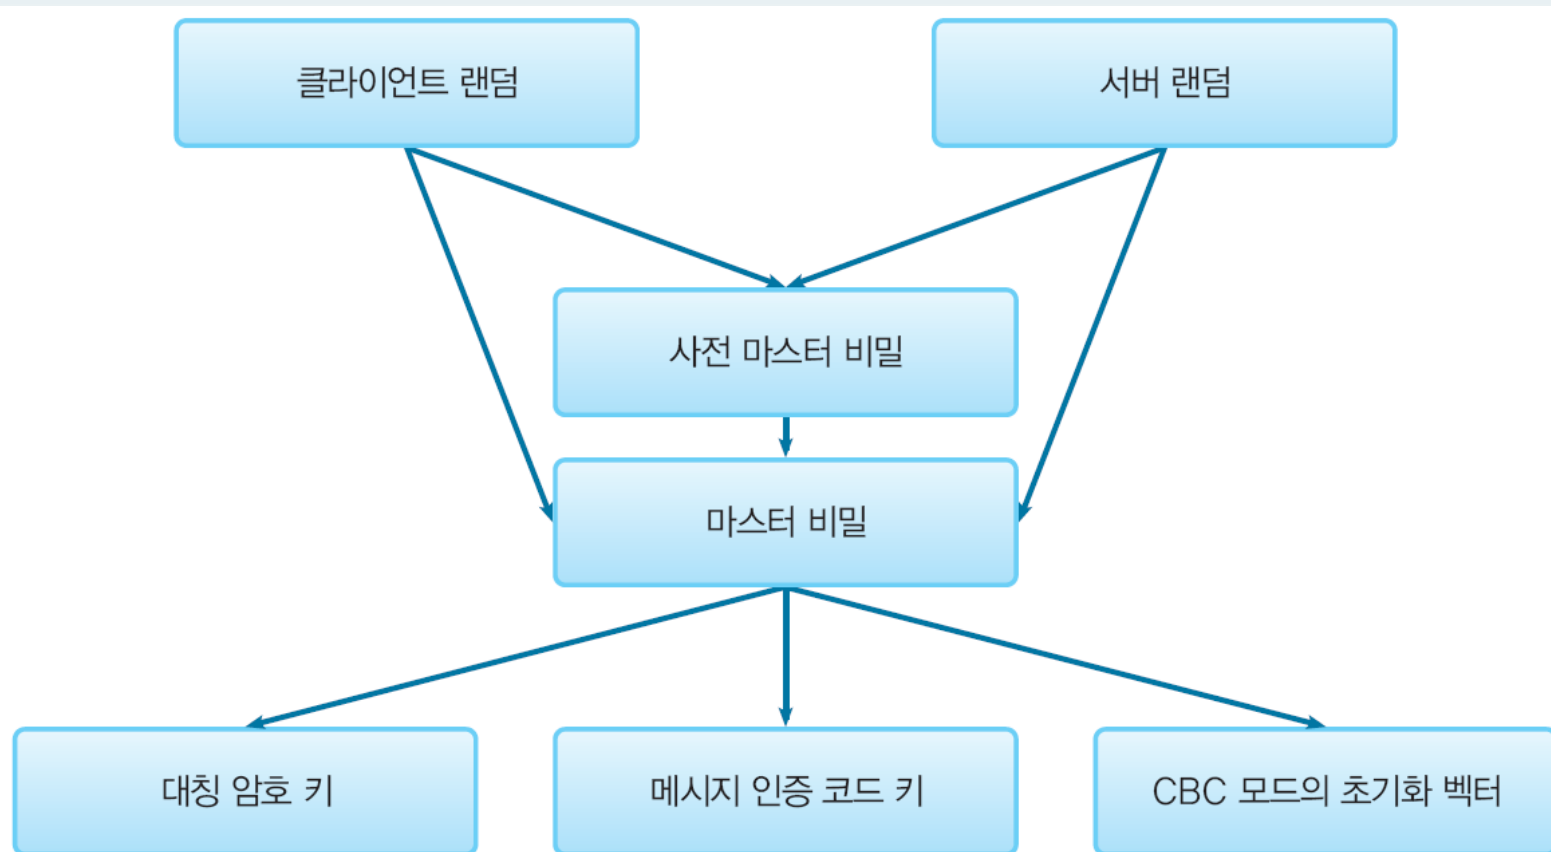 클라이언트 랜덤
서버 랜덤
사전 마스터 비밀
마스터 비밀
대칭 암호 키
메시지 인증 코드 키
CBC 모드의 초기화 벡터